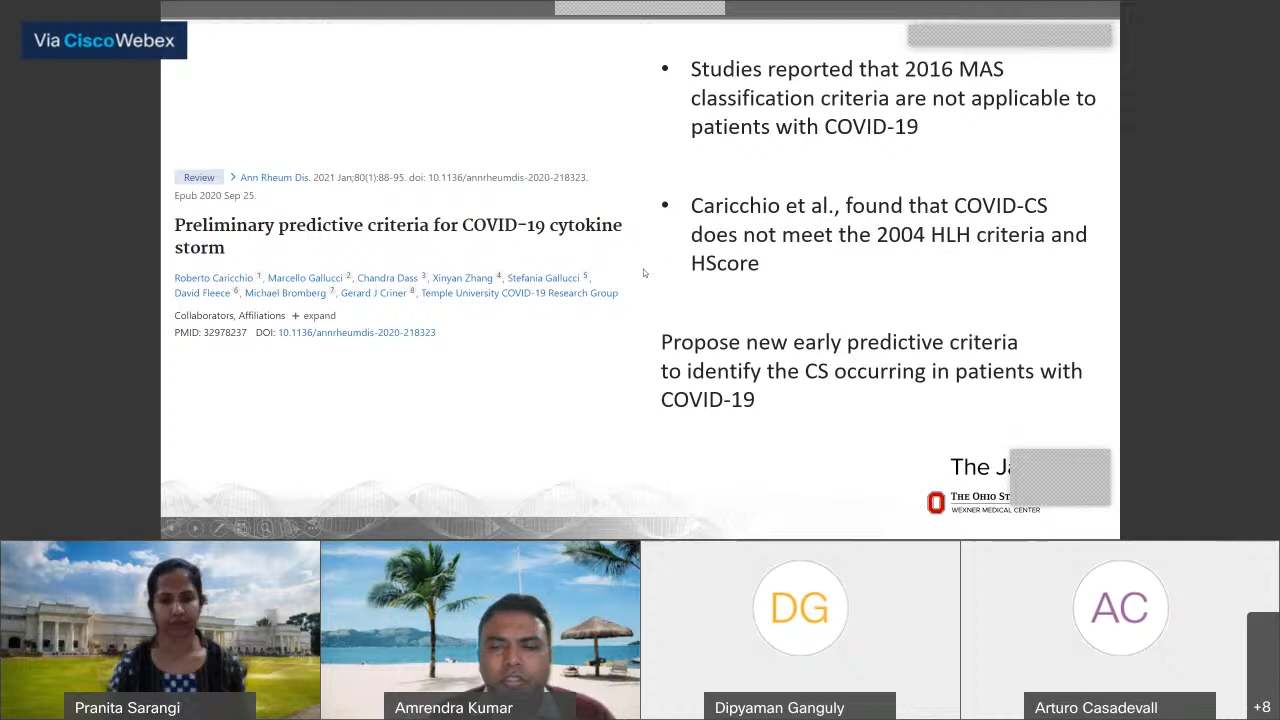 Via Cisco Webex
Review > Ann Rheum Dis. 2021 Jan;80(1):88-95. doi: 10.1136/annrheumdis-2020-218323.
Epub 2020 Sep 25.
Preliminary predictive criteria for COVID-19 cytokine
storm
Roberto Caricchio 1, Marcello Gallucci 2, Chandra Dass 3, Xinyan Zhang 4, Stefania Gallucci 5,
David Fleece 6, Michael Bromberg 7, Gerard J Criner 8, Temple University COVID-19 Research Group
Collaborators, Affiliations + expand
PMID: 32978237 DOI: 10.1136/annrheumdis-2020-218323
• Studies reported that 2016 MAS
classification criteria are not applicable to
patients with COVID-19
• Caricchio et al., found that COVID-CS
does not meet the 2004 HLH criteria and
HScore
Propose new early predictive criteria
to identify the CS occurring in patients with
COVID-19
The
The Ohio
WEXNER MEDICAL CENTER
DG
AC
Pranita Sarangi
Amrendra Kumar
Dipyaman Ganguly
Arturo Casadevall
+8